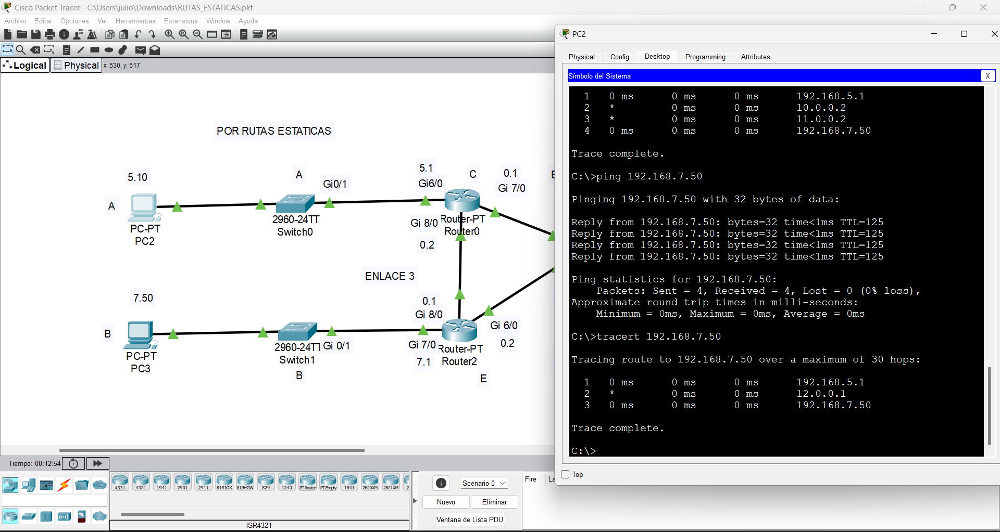 Cisco Packet Tracer - C:\Users\julio\Downloads\RUTAS_ESTATICAS.pkt
Archivo Editar Opciones Ver Herramientas Extensions Window Ayuda
Logical Physical x: 530, y: 517
POR RUTAS ESTATICAS
5.10
A
Gi0/1
5.1
Gi6/0
C
0.1
Gi 7/0
A
PC-PT
PC2
2960-24TT
Switch0
Gi 8/0
Router-PT
Router0
0.2
ENLACE 3
7.50
0.1
Gi 8/0
B
PC-PT
PC3
2960-24TT
Switch1
B
Gi 0/1
Gi 7/0
7.1
Router-PT
Router2
Gi 6/0
0.2
E
Tiempo: 00:12:54
4331 4321 1941 2901 2911 819IOX 819HGW 829 1240 PT-Router PT-Empty 1841 2620XM 2621XM 2
ISR4321
Scenario 0
Nuevo Eliminar
Ventana de Lista PDU
Fire La
PC2
Physical Config Desktop Programming Attributes
Símbolo del Sistema X
1 0 ms 0 ms 0 ms 192.168.5.1
2 * 0 ms 0 ms 10.0.0.2
3 * 0 ms 0 ms 11.0.0.2
4 0 ms 0 ms 0 ms 192.168.7.50
Trace complete.
C:\>ping 192.168.7.50
Pinging 192.168.7.50 with 32 bytes of data:
Reply from 192.168.7.50: bytes=32 time<1ms TTL=125
Reply from 192.168.7.50: bytes=32 time<1ms TTL=125
Reply from 192.168.7.50: bytes=32 time<1ms TTL=125
Reply from 192.168.7.50: bytes=32 time<1ms TTL=125
Ping statistics for 192.168.7.50:
Packets: Sent = 4, Received = 4, Lost = 0 (0% loss),
Approximate round trip times in milli-seconds:
Minimum = 0ms, Maximum = 0ms, Average = 0ms
C:\>tracert 192.168.7.50
Tracing route to 192.168.7.50 over a maximum of 30 hops:
1 0 ms 0 ms 0 ms 192.168.5.1
2 * 0 ms 0 ms 12.0.0.1
3 0 ms 0 ms 0 ms 192.168.7.50
Trace complete.
C:\>
Top